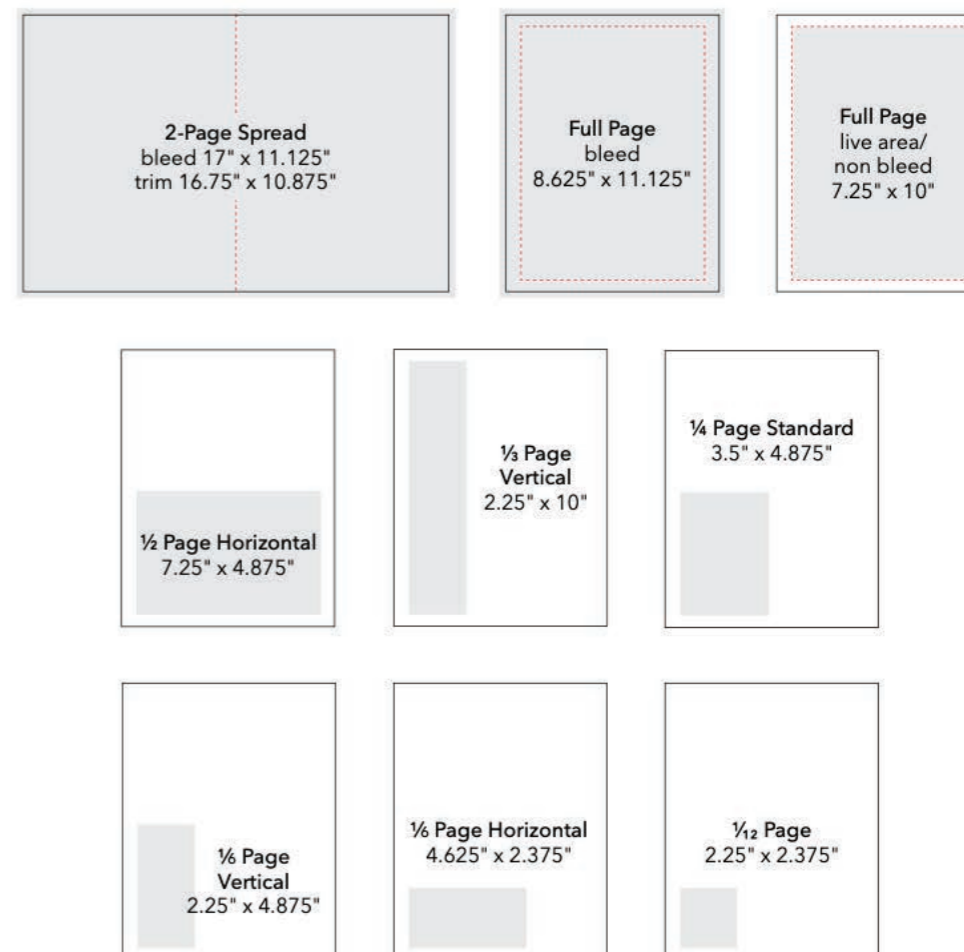 2-Page Spread
bleed 17" x 11.125"
trim 16.75" x 10.875"
Full Page
bleed
8.625" x 11.125"
Full Page
live area/
non bleed
7.25" x 10"
½ Page Horizontal
7.25" x 4.875"
⅓ Page
Vertical
2.25" x 10"
¼ Page Standard
3.5" x 4.875"
⅙ Page
Vertical
2.25" x 4.875"
⅙ Page Horizontal
4.625" x 2.375"
¹⁄₁₂ Page
2.25" x 2.375"